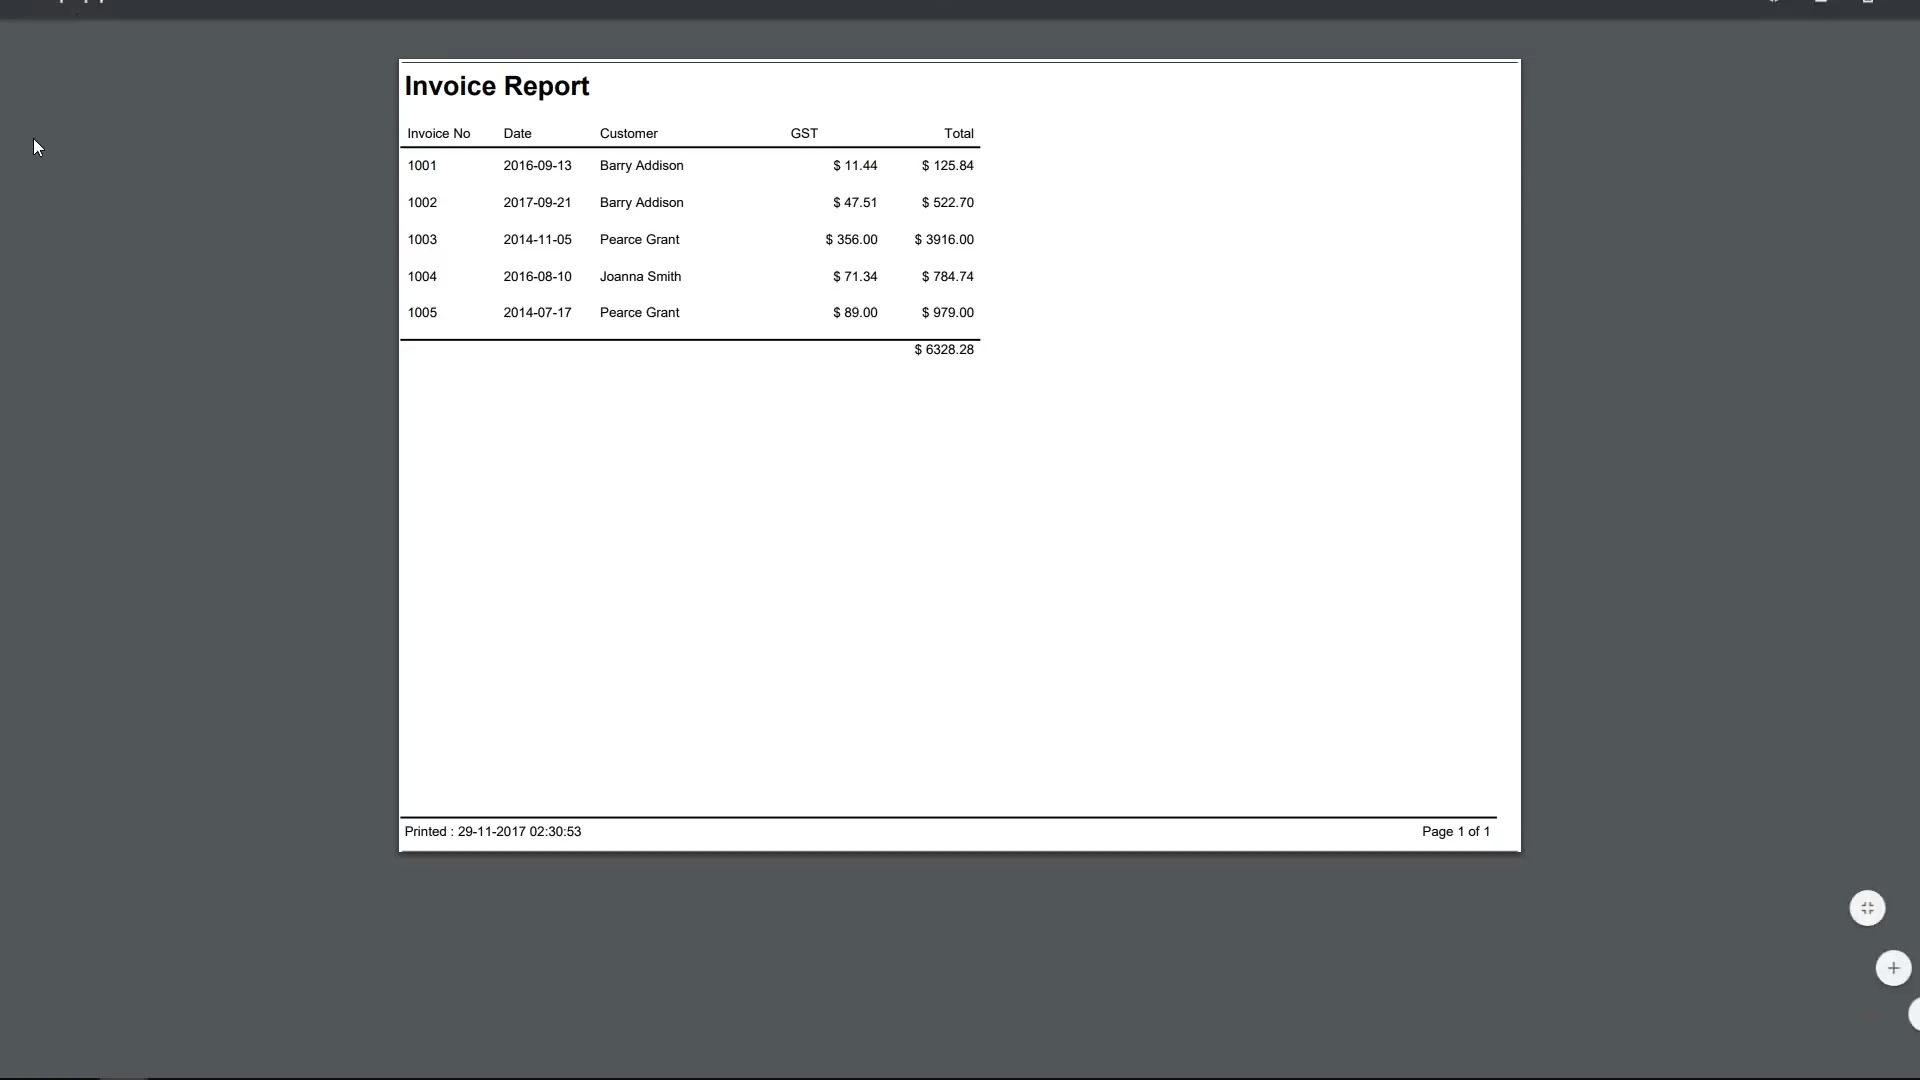 Invoice Report
Invoice No Date Customer GST Total
1001 2016-09-13 Barry Addison $ 11.44 $ 125.84
1002 2017-09-21 Barry Addison $ 47.51 $ 522.70
1003 2014-11-05 Pearce Grant $ 356.00 $ 3916.00
1004 2016-08-10 Joanna Smith $ 71.34 $ 784.74
1005 2014-07-17 Pearce Grant $ 89.00 $ 979.00
$ 6328.28
Printed : 29-11-2017 02:30:53 Page 1 of 1